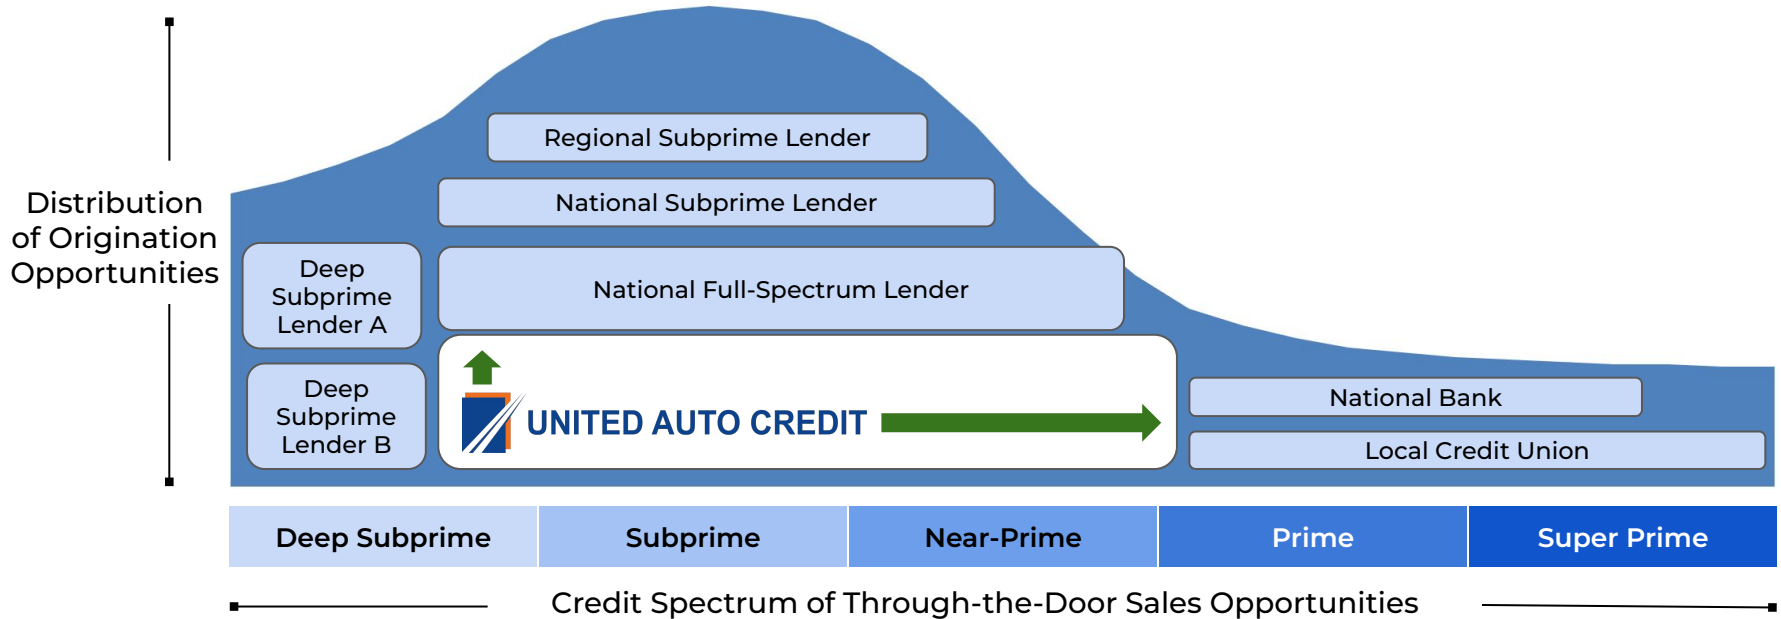 Distribution
of Origination
Opportunities
Regional Subprime Lender
National Subprime Lender
Deep
Subprime
Lender A
National Full-Spectrum Lender
Deep
Subprime
Lender B
UNITED AUTO CREDIT
National Bank
Local Credit Union
Deep Subprime
Subprime
Near-Prime
Prime
Super Prime
Credit Spectrum of Through-the-Door Sales Opportunities